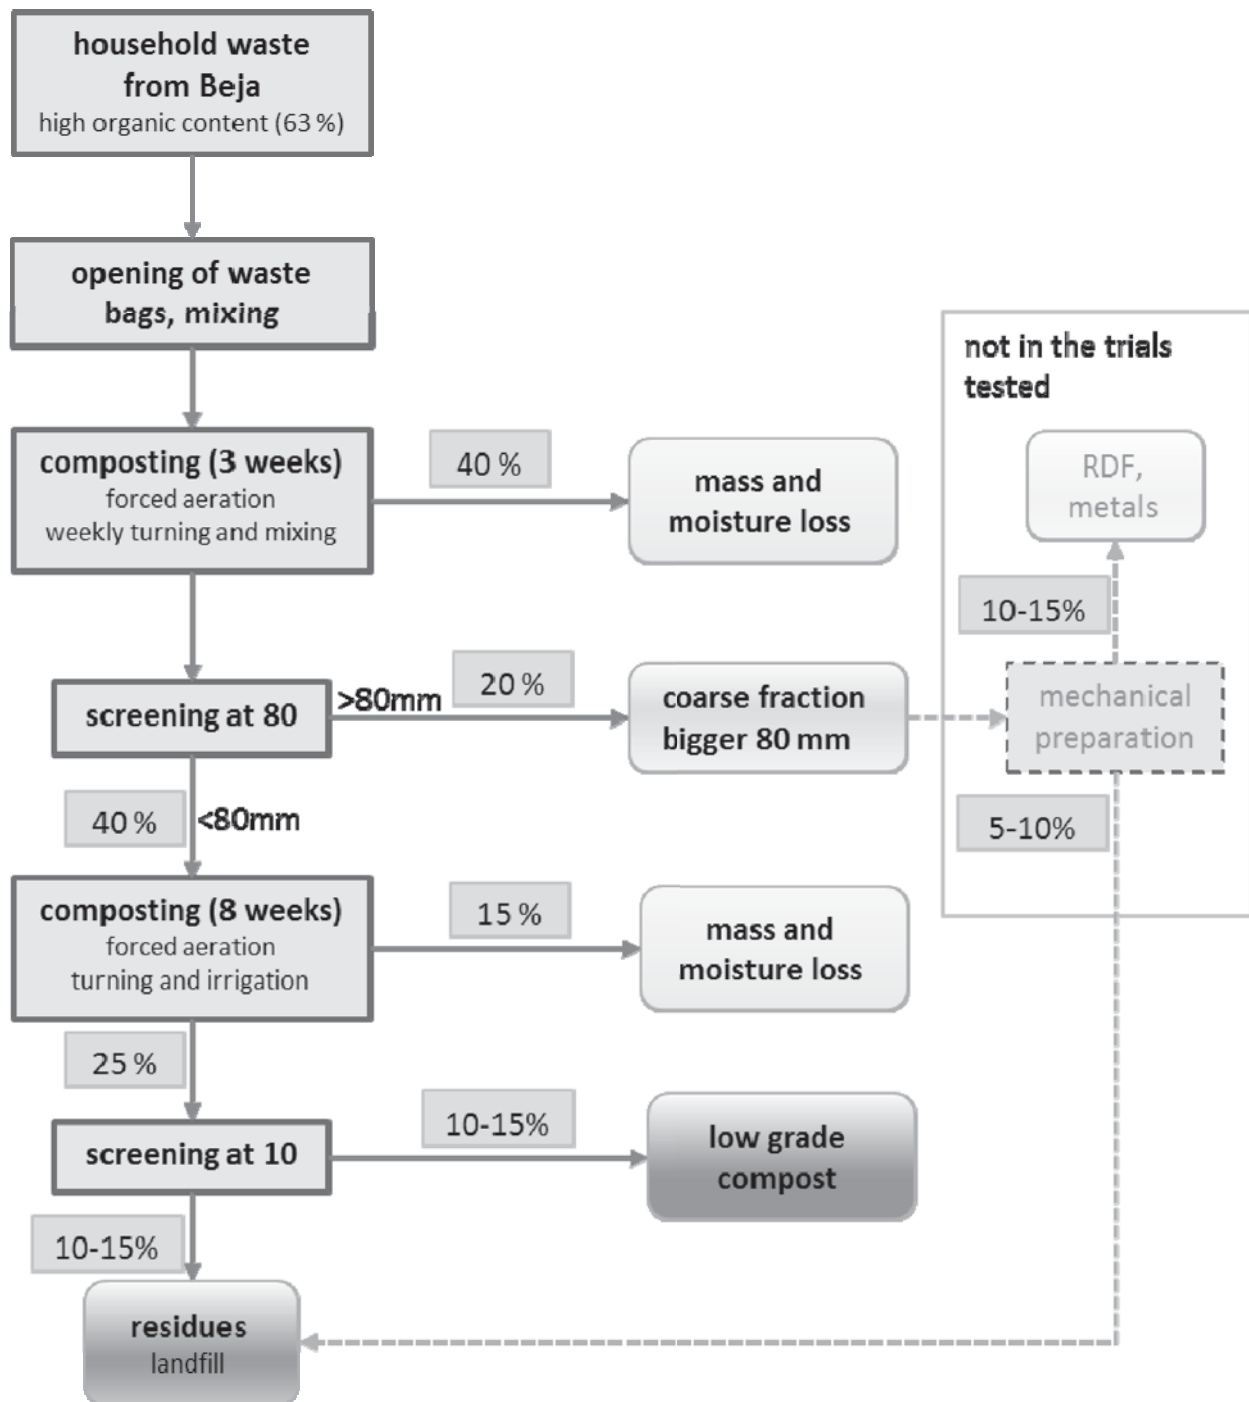 household waste
from Beja
high organic content (63 %)
opening of waste
bags, mixing
not in the trials
tested
composting (3 weeks)
forced aeration
weekly turning and mixing
40 %
mass and
moisture loss
RDF,
metals
10-15%
screening at 80
>80mm
20 %
coarse fraction
bigger 80 mm
mechanical
preparation
40 %
<80mm
5-10%
composting (8 weeks)
forced aeration
turning and irrigation
15 %
mass and
moisture loss
25 %
screening at 10
10-15%
low grade
compost
10-15%
residues
landfill